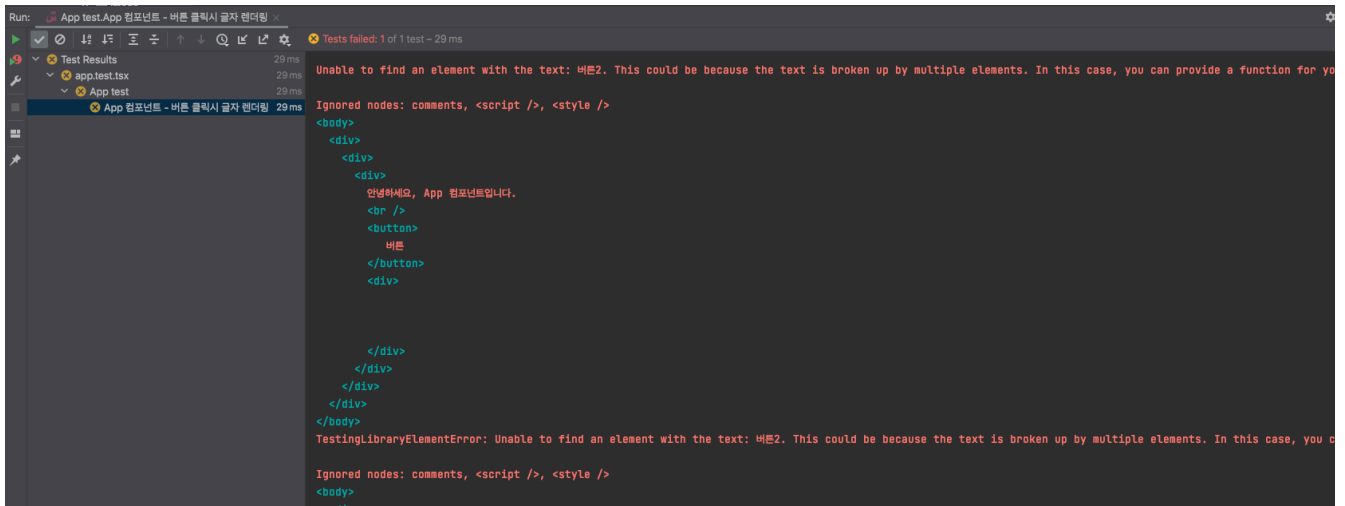 Run: App test.App 컴포넌트 - 버튼 클릭시 글자 렌더링 ×
Tests failed: 1 of 1 test – 29 ms
Test Results 29 ms
app.test.tsx 29 ms
App test 29 ms
App 컴포넌트 - 버튼 클릭시 글자 렌더링 29 ms
Unable to find an element with the text: 버튼2. This could be because the text is broken up by multiple elements. In this case, you can provide a function for yo
Ignored nodes: comments, <script />, <style />
<body>
<div>
<div>
<div>
안녕하세요, App 컴포넌트입니다.
<br />
<button>
버튼
</button>
<div>
</div>
</div>
</div>
</div>
</body>
TestingLibraryElementError: Unable to find an element with the text: 버튼2. This could be because the text is broken up by multiple elements. In this case, you c
Ignored nodes: comments, <script />, <style />
<body>